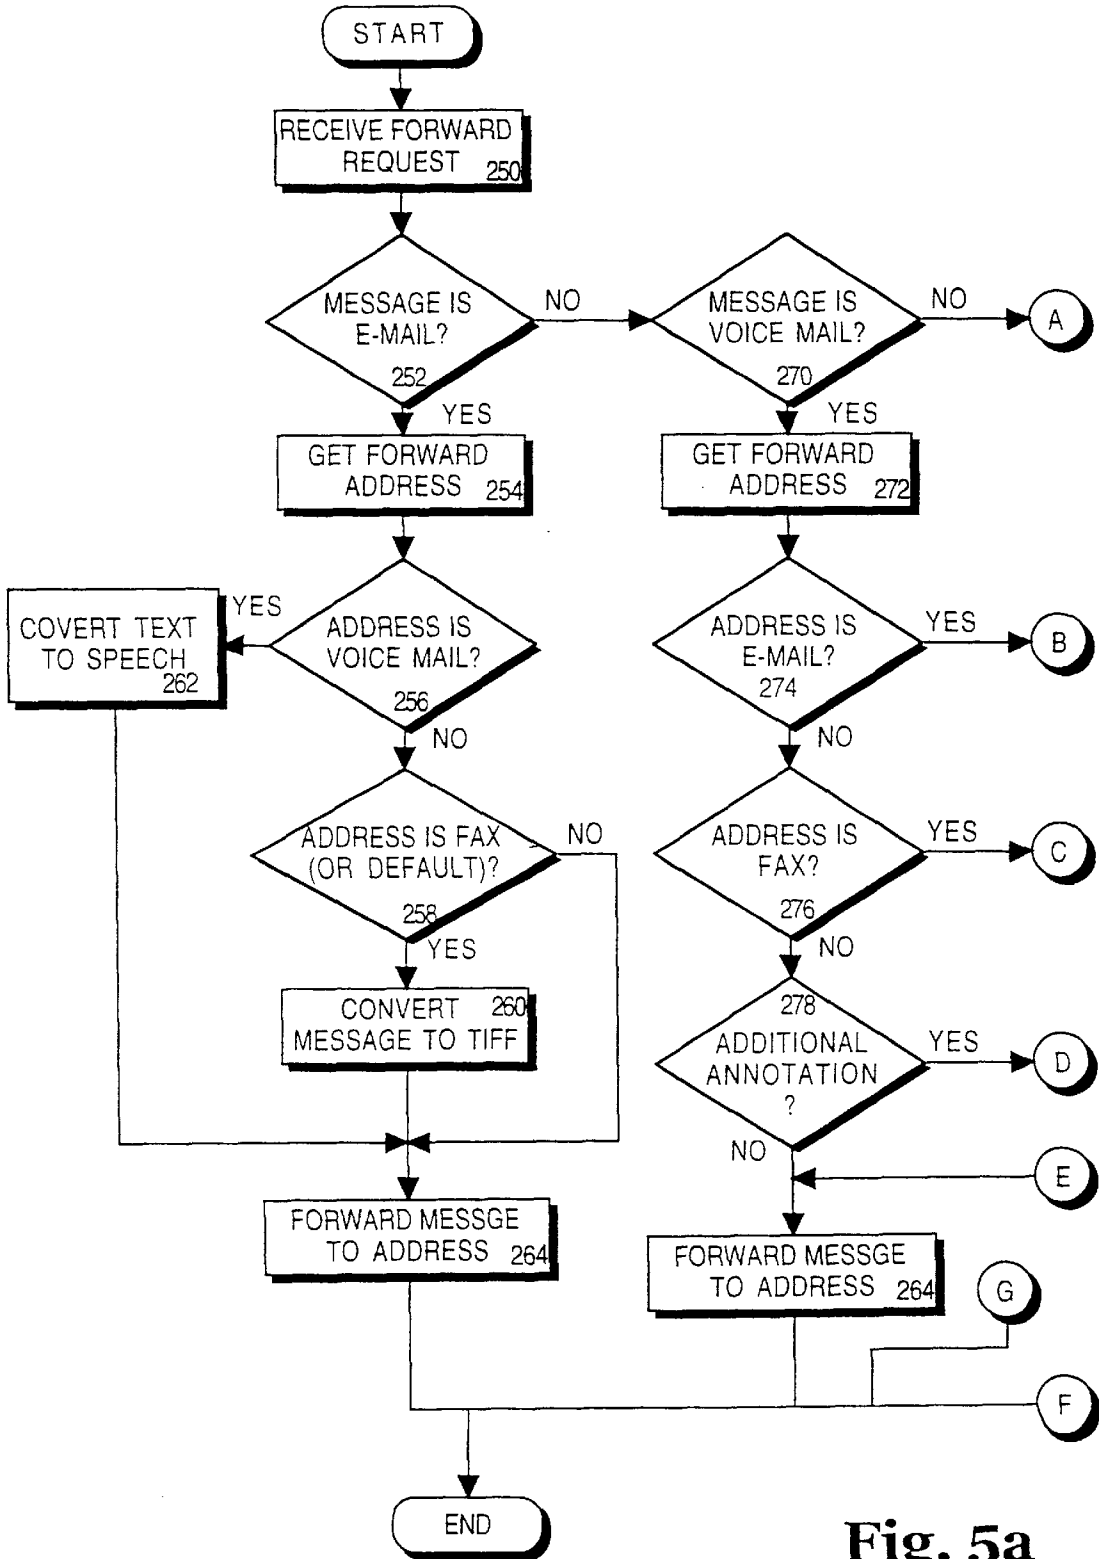 START
RECEIVE FORWARD
REQUEST 250
MESSAGE IS
E-MAIL?
252
NO
YES
MESSAGE IS
VOICE MAIL?
270
NO
A
YES
GET FORWARD
ADDRESS 254
GET FORWARD
ADDRESS 272
ADDRESS IS
VOICE MAIL?
256
YES
COVERT TEXT
TO SPEECH
262
NO
ADDRESS IS
E-MAIL?
274
YES
B
NO
ADDRESS IS FAX
(OR DEFAULT)?
258
NO
YES
ADDRESS IS
FAX?
276
YES
C
NO
CONVERT 260
MESSAGE TO TIFF
278
ADDITIONAL
ANNOTATION
?
YES
D
NO
E
FORWARD MESSGE
TO ADDRESS 264
FORWARD MESSGE
TO ADDRESS 264
G
F
END
Fig. 5a